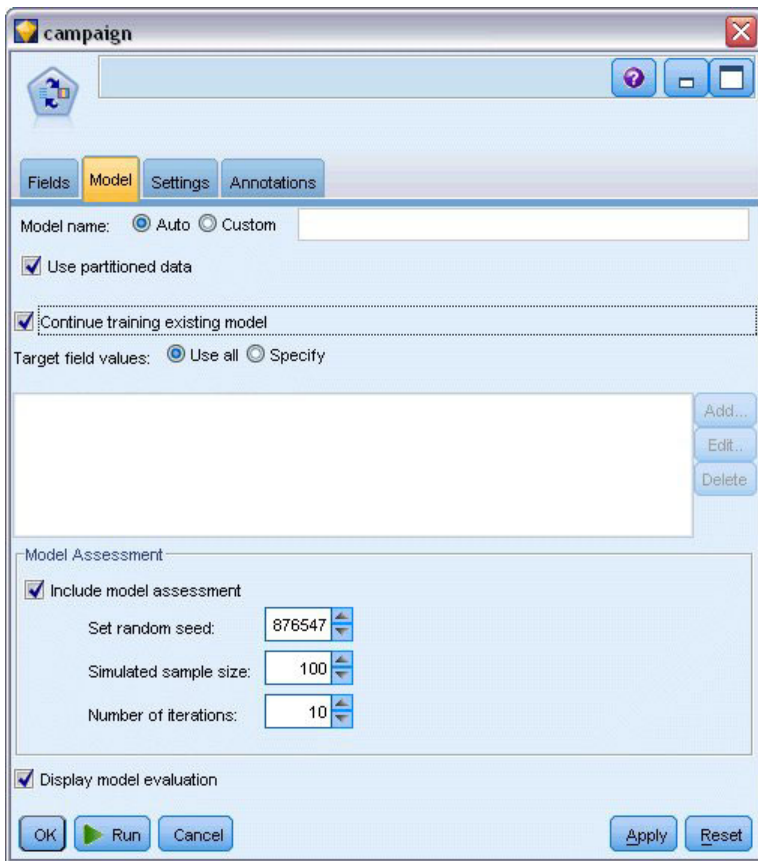 campaign
Fields Model Settings Annotations
Model name: Auto Custom
Use partitioned data
Continue training existing model
Target field values: Use all Specify
Add...
Edit...
Delete
Model Assessment
Include model assessment
Set random seed: 876547
Simulated sample size: 100
Number of iterations: 10
Display model evaluation
OK Run Cancel Apply Reset